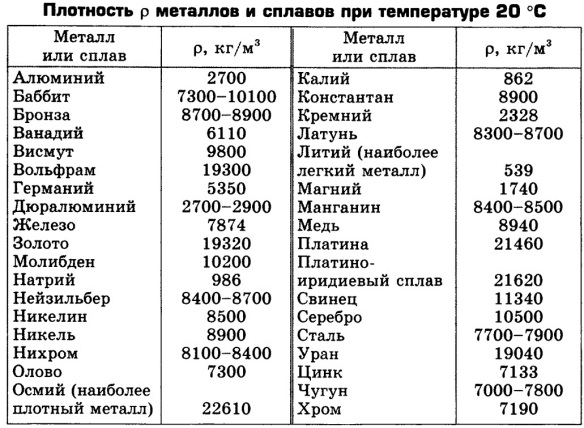 Плотность ρ металлов и сплавов при температуре 20 °С
Металл или сплав ρ, кг/м³ Металл или сплав ρ, кг/м³
Алюминий 2700 Калий 862
Баббит 7300–10100 Константан 8900
Бронза 8700–8900 Кремний 2328
Ванадий 6110 Латунь 8300–8700
Висмут 9800 Литий (наиболее
Вольфрам 19300 легкий металл) 539
Германий 5350 Магний 1740
Дюралюминий 2700–2900 Манганин 8400–8500
Железо 7874 Медь 8940
Золото 19320 Платина 21460
Молибден 10200 Платино-
Натрий 986 иридиевый сплав 21620
Нейзильбер 8400–8700 Свинец 11340
Никелин 8500 Серебро 10500
Никель 8900 Сталь 7700–7900
Нихром 8100–8400 Уран 19040
Олово 7300 Цинк 7133
Осмий (наиболее Чугун 7000–7800
плотный металл) 22610 Хром 7190